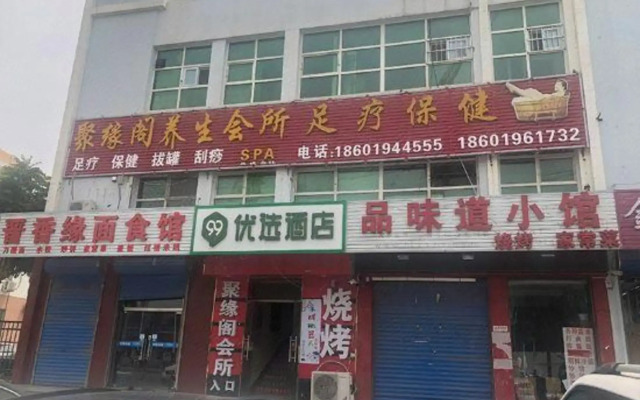 聚缘阁养生会所 足疗保健
足疗 保健 拔罐 刮痧 SPA 电话:18601944555 18601961732
晋香缘面食馆
99 优选酒店
品味道小馆
烧炒 家常菜
聚缘阁会所入口
烧烤